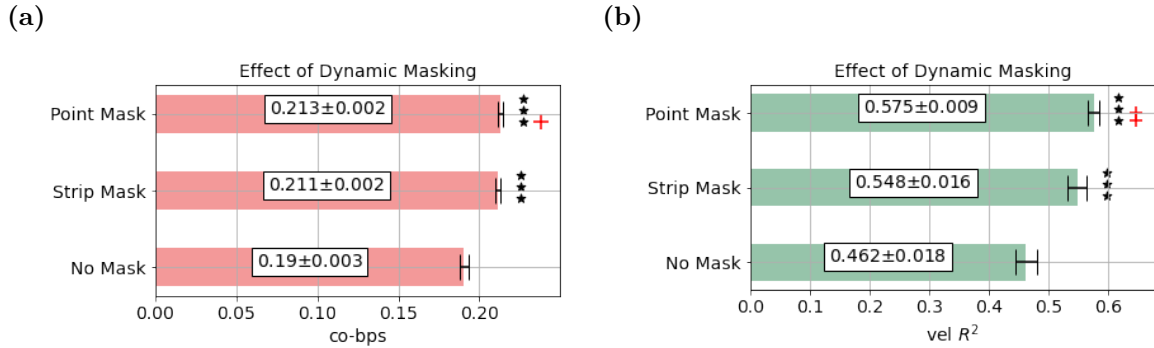 (a)
Effect of Dynamic Masking
Point Mask
0.213±0.002
Strip Mask
0.211±0.002
No Mask
0.19±0.003
0.00 0.05 0.10 0.15 0.20
co-bps
(b)
Effect of Dynamic Masking
Point Mask
0.575±0.009
Strip Mask
0.548±0.016
No Mask
0.462±0.018
0.0 0.1 0.2 0.3 0.4 0.5 0.6
vel R²